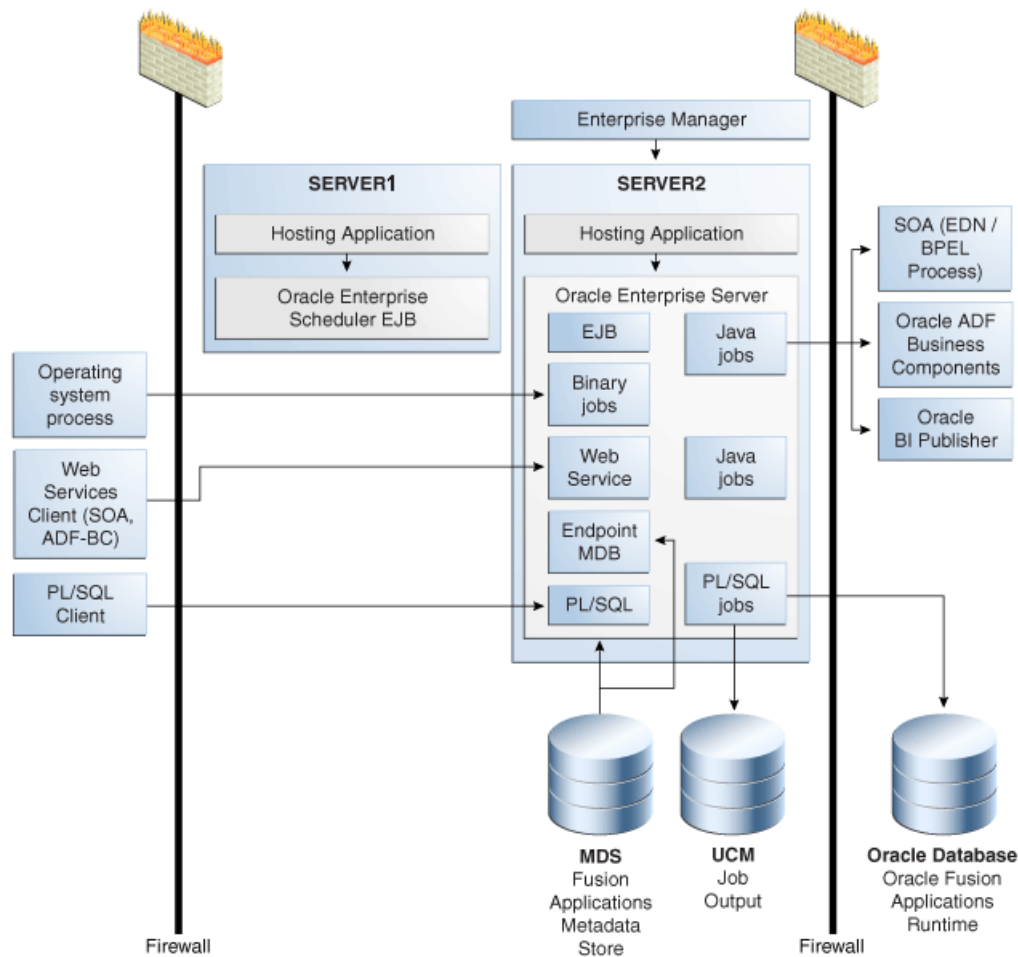 Enterprise Manager
SERVER1
Hosting Application
Oracle Enterprise
Scheduler EJB
SERVER2
Hosting Application
Oracle Enterprise Server
EJB
Java
jobs
Binary
jobs
Web
Service
Java
jobs
Endpoint
MDB
PL/SQL
PL/SQL
jobs
Operating
system
process
Web
Services
Client (SOA,
ADF-BC)
PL/SQL
Client
SOA (EDN /
BPEL
Process)
Oracle ADF
Business
Components
Oracle
BI Publisher
MDS
Fusion
Applications
Metadata
Store
UCM
Job
Output
Oracle Database
Oracle Fusion
Applications
Runtime
Firewall
Firewall